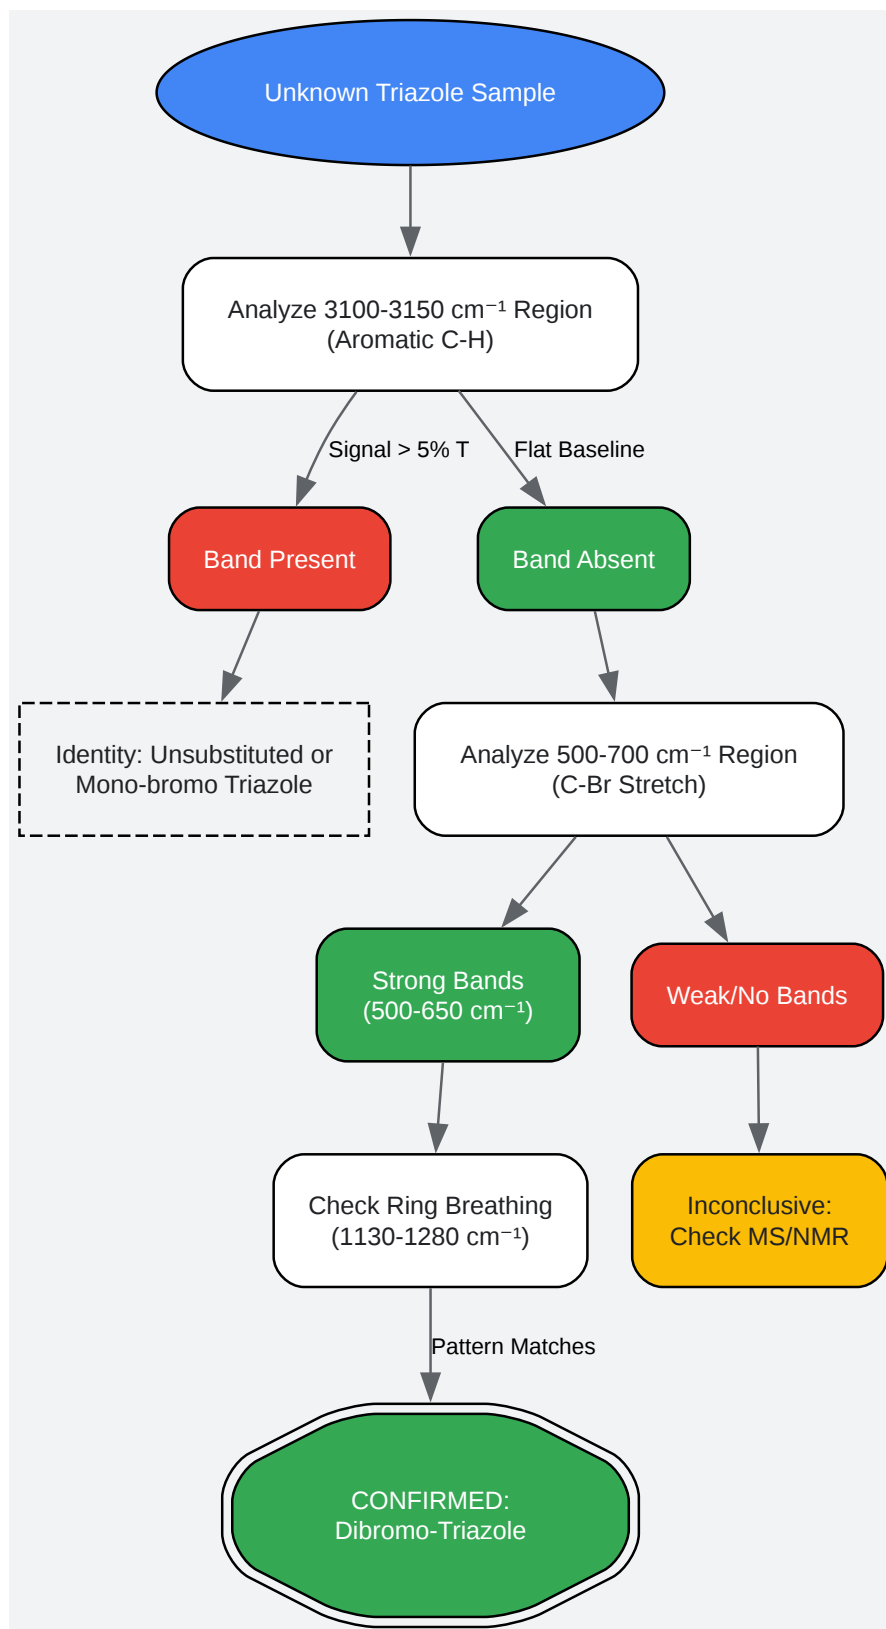 Unknown Triazole Sample
Analyze 3100-3150 cm⁻¹ Region
(Aromatic C-H)
Signal > 5% T
Flat Baseline
Band Present
Band Absent
Identity: Unsubstituted or
Mono-bromo Triazole
Analyze 500-700 cm⁻¹ Region
(C-Br Stretch)
Strong Bands
(500-650 cm⁻¹)
Weak/No Bands
Check Ring Breathing
(1130-1280 cm⁻¹)
Inconclusive:
Check MS/NMR
Pattern Matches
CONFIRMED:
Dibromo-Triazole